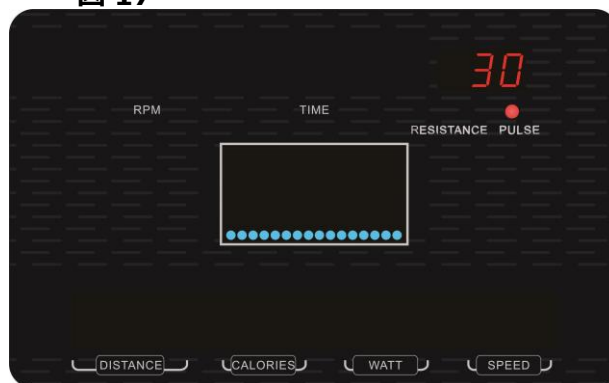 图 17
30
RPM TIME
RESISTANCE PULSE
DISTANCE CALORIES WATT SPEED